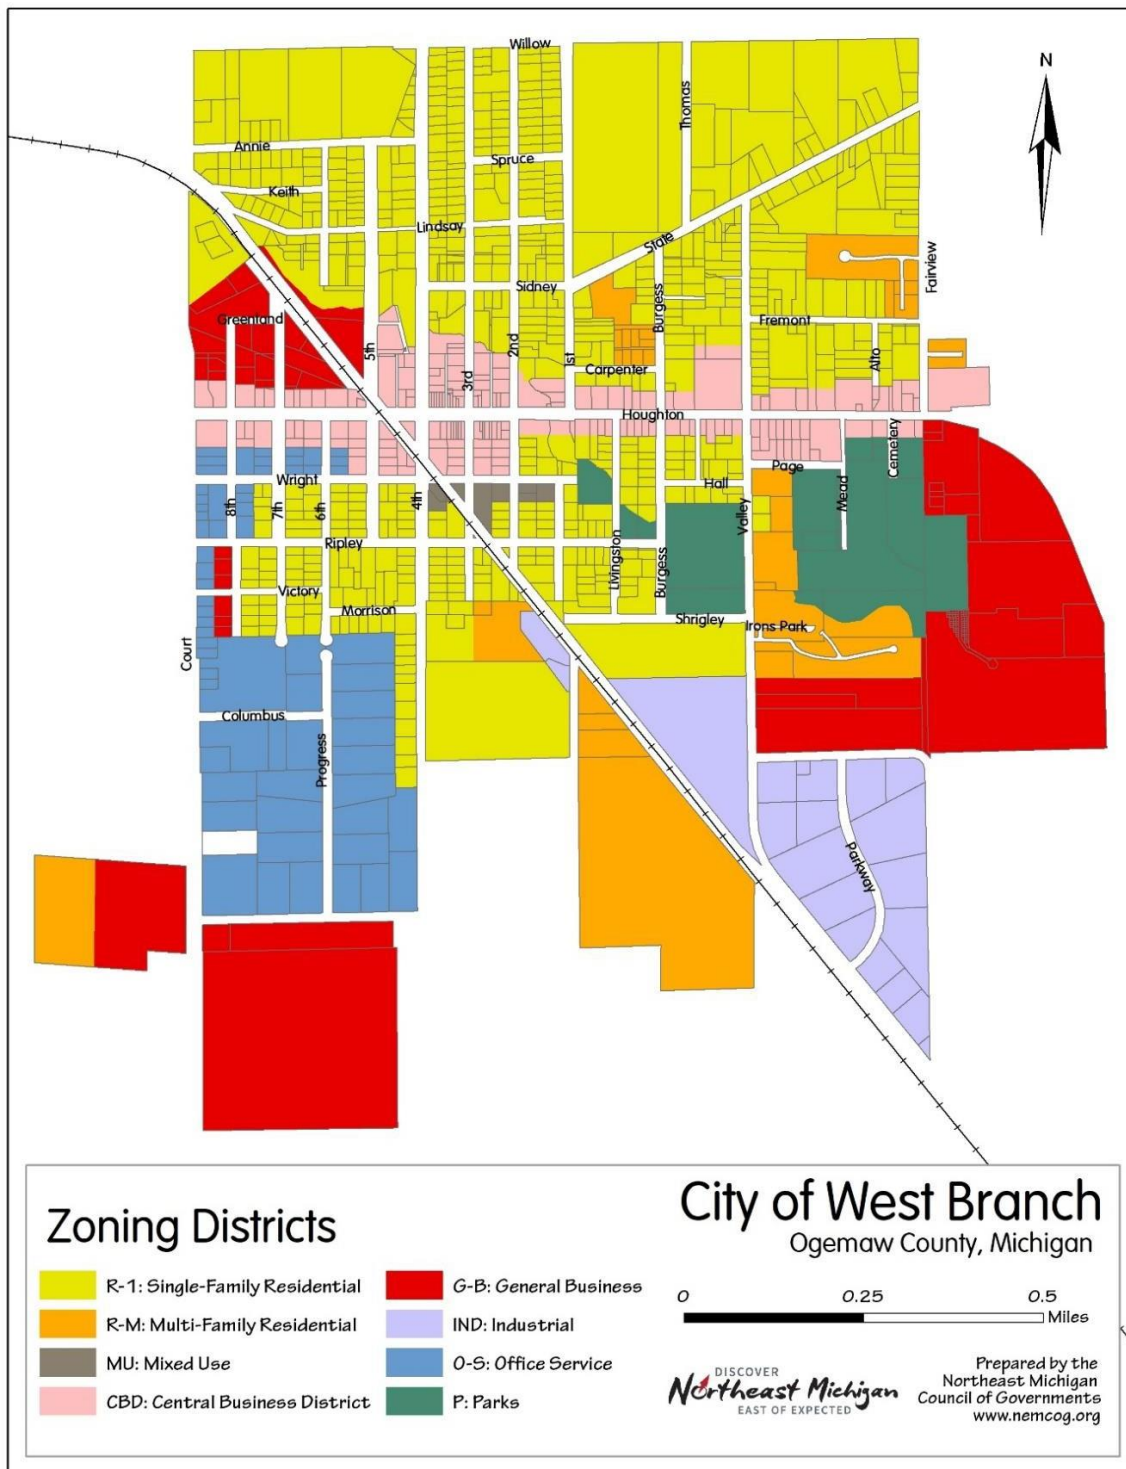 Willow
N
Thomas
Annie
Spruce
Keith
Lindsay
State
Fairview
Sidney
Burgess
Greenland
Fremont
5th
2nd
1st
Alto
3rd
Carpenter
Houghton
Cemetery
Page
Wright
Hall
Mead
8th
7th
6th
4th
Valley
Ripley
Livingston
Burgess
Victory
Morrison
Shrigley
Irons Park
Court
Columbus
Progress
Parkway
Zoning Districts
R-1: Single-Family Residential
R-M: Multi-Family Residential
MU: Mixed Use
CBD: Central Business District
G-B: General Business
IND: Industrial
O-S: Office Service
P: Parks
City of West Branch
Ogemaw County, Michigan
0 0.25 0.5
Miles
DISCOVER
Northeast Michigan
EAST OF EXPECTED
Prepared by the
Northeast Michigan
Council of Governments
www.nemcog.org